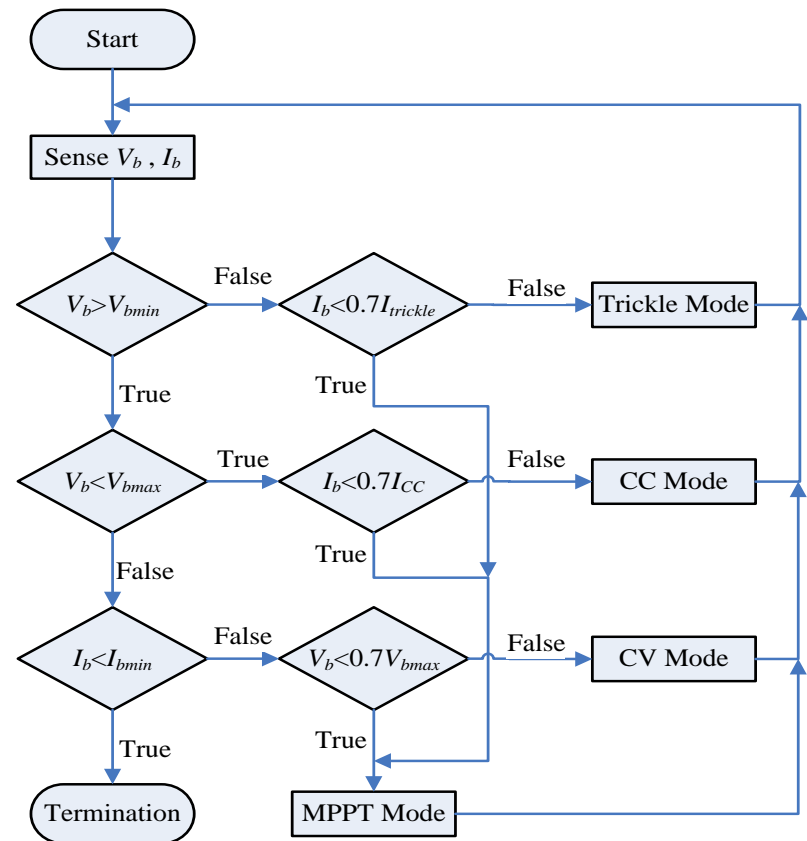 Start
Sense V_b , I_b
V_b>V_bmin
False
I_b<0.7I_trickle
False
Trickle Mode
True
True
V_b<V_bmax
True
I_b<0.7I_CC
False
CC Mode
False
True
I_b<I_bmin
False
V_b<0.7V_bmax
False
CV Mode
True
True
Termination
MPPT Mode